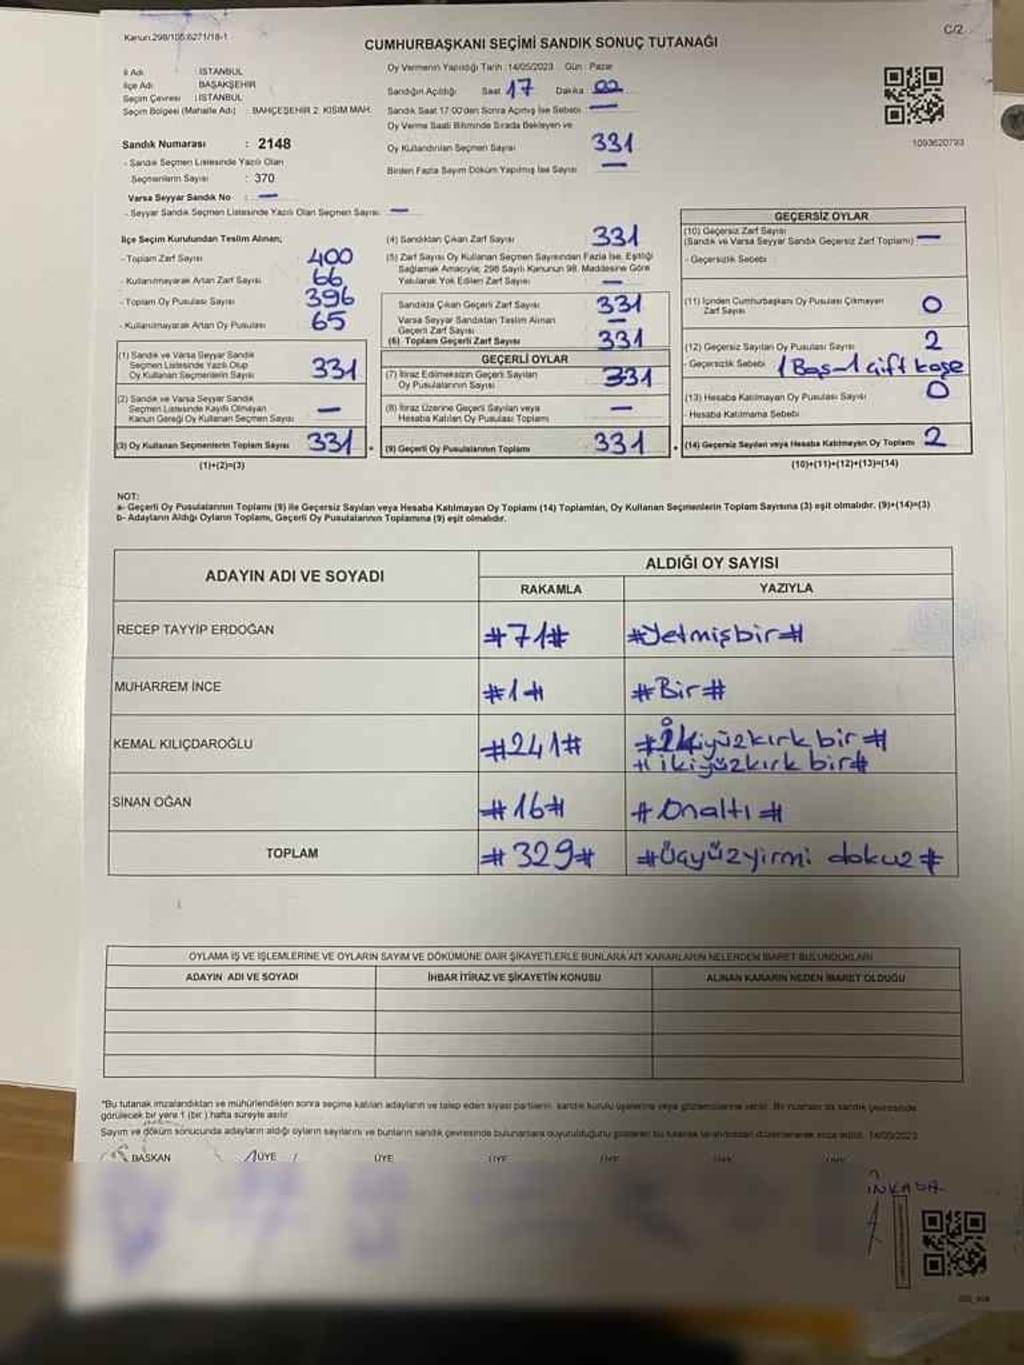 Kanun:298/105:6271/18-1
C/2
CUMHURBAŞKANI SEÇİMİ SANDIK SONUÇ TUTANAĞI
İl Adı : İSTANBUL
İlçe Adı : BAŞAKŞEHİR
Seçim Çevresi : İSTANBUL
Seçim Bölgesi (Mahalle Adı) : BAHÇEŞEHİR 2. KISIM MAH.
Sandık Numarası : 2148
- Sandık Seçmen Listesinde Yazılı Olan
Seçmenlerin Sayısı : 370
Varsa Seyyar Sandık No : —
- Seyyar Sandık Seçmen Listesinde Yazılı Olan Seçmen Sayısı: —
Oy Vermenin Yapıldığı Tarih :14/05/2023 Gün : Pazar
Sandığın Açıldığı Saat 17 Dakika : 00
Sandık Saat 17:00'den Sonra Açılmış İse Sebebi : —
Oy Verme Saati Bitiminde Sırada Bekleyen ve
Oy Kullandırılan Seçmen Sayısı 331
Birden Fazla Sayım Döküm Yapılmış İse Sayısı —
1093620793
İlçe Seçim Kurulundan Teslim Alınan;
- Toplam Zarf Sayısı 400
- Kullanılmayarak Artan Zarf Sayısı 66
- Toplam Oy Pusulası Sayısı 396
- Kullanılmayarak Artan Oy Pusulası 65
(1) Sandık ve Varsa Seyyar Sandık
Seçmen Listesinde Yazılı Olup
Oy Kullanan Seçmenlerin Sayısı 331
(2) Sandık ve Varsa Seyyar Sandık
Seçmen Listesinde Kayıtlı Olmayan
Kanun Gereği Oy Kullanan Seçmen Sayısı —
(3) Oy Kullanan Seçmenlerin Toplam Sayısı 331
(1)+(2)=(3)
(4) Sandıktan Çıkan Zarf Sayısı 331
(5) Zarf Sayısı Oy Kullanan Seçmen Sayısından Fazla İse, Eşitliği
Sağlamak Amacıyla; 298 Sayılı Kanunun 98. Maddesine Göre
Yakılarak Yok Edilen Zarf Sayısı —
Sandıkta Çıkan Geçerli Zarf Sayısı 331
Varsa Seyyar Sandıktan Teslim Alınan
Geçerli Zarf Sayısı —
(6) Toplam Geçerli Zarf Sayısı 331
GEÇERLİ OYLAR
(7) İtiraz Edilmeksizin Geçerli Sayılan
Oy Pusulalarının Sayısı 331
(8) İtiraz Üzerine Geçerli Sayılan veya
Hesaba Katılan Oy Pusulası Toplamı —
(9) Geçerli Oy Pusulalarının Toplamı 331
GEÇERSİZ OYLAR
(10) Geçersiz Zarf Sayısı
(Sandık ve Varsa Seyyar Sandık Geçersiz Zarf Toplamı) —
- Geçersizlik Sebebi
(11) İçinden Cumhurbaşkanı Oy Pusulası Çıkmayan
Zarf Sayısı 0
(12) Geçersiz Sayılan Oy Pusulası Sayısı 2
- Geçersizlik Sebebi 1 Boş-1 çift kaşe
(13) Hesaba Katılmayan Oy Pusulası Sayısı 0
- Hesaba Katılmama Sebebi
(14) Geçersiz Sayılan veya Hesaba Katılmayan Oy Toplamı 2
(10)+(11)+(12)+(13)=(14)
NOT:
a- Geçerli Oy Pusulalarının Toplamı (9) ile Geçersiz Sayılan veya Hesaba Katılmayan Oy Toplamı (14) Toplamları, Oy Kullanan Seçmenlerin Toplam Sayısına (3) eşit olmalıdır. (9)+(14)=(3)
b- Adayların Aldığı Oyların Toplamı, Geçerli Oy Pusulalarının Toplamına (9) eşit olmalıdır.
ADAYIN ADI VE SOYADI
ALDIĞI OY SAYISI
RAKAMLA YAZIYLA
RECEP TAYYİP ERDOĞAN #71# #Yetmişbir#
MUHARREM İNCE #1# #Bir#
KEMAL KILIÇDAROĞLU #241# #İkiyüzkırk bir#
#ikiyüzkırk bir#
SİNAN OĞAN #16# #Onaltı#
TOPLAM #329# #Üçyüzyirmi dokuz#
OYLAMA İŞ VE İŞLEMLERİNE VE OYLARIN SAYIM VE DÖKÜMÜNE DAİR ŞİKAYETLERLE BUNLARA AİT KARARLARIN NELERDEN İBARET BULUNDUKLARI
ADAYIN ADI VE SOYADI İHBAR İTİRAZ VE ŞİKAYETİN KONUSU ALINAN KARARIN NEDEN İBARET OLDUĞU
*Bu tutanak imzalandıktan ve mühürlendikten sonra seçime katılan adayların ve talep eden siyasi partilerin, sandık kurulu üyelerine veya gözlemcilerine verilir. Bir nüshası da sandık çevresinde
görülecek bir yere 1 (bir ) hafta süreyle asılır.
Sayım ve döküm sonucunda adayların aldığı oyların sayılarını ve bunların sandık çevresinde bulunanlara duyurulduğunu gösteren bu tutanak tarafımızdan düzenlenerek imza edildi. 14/05/2023
BAŞKAN ÜYE ÜYE ÜYE